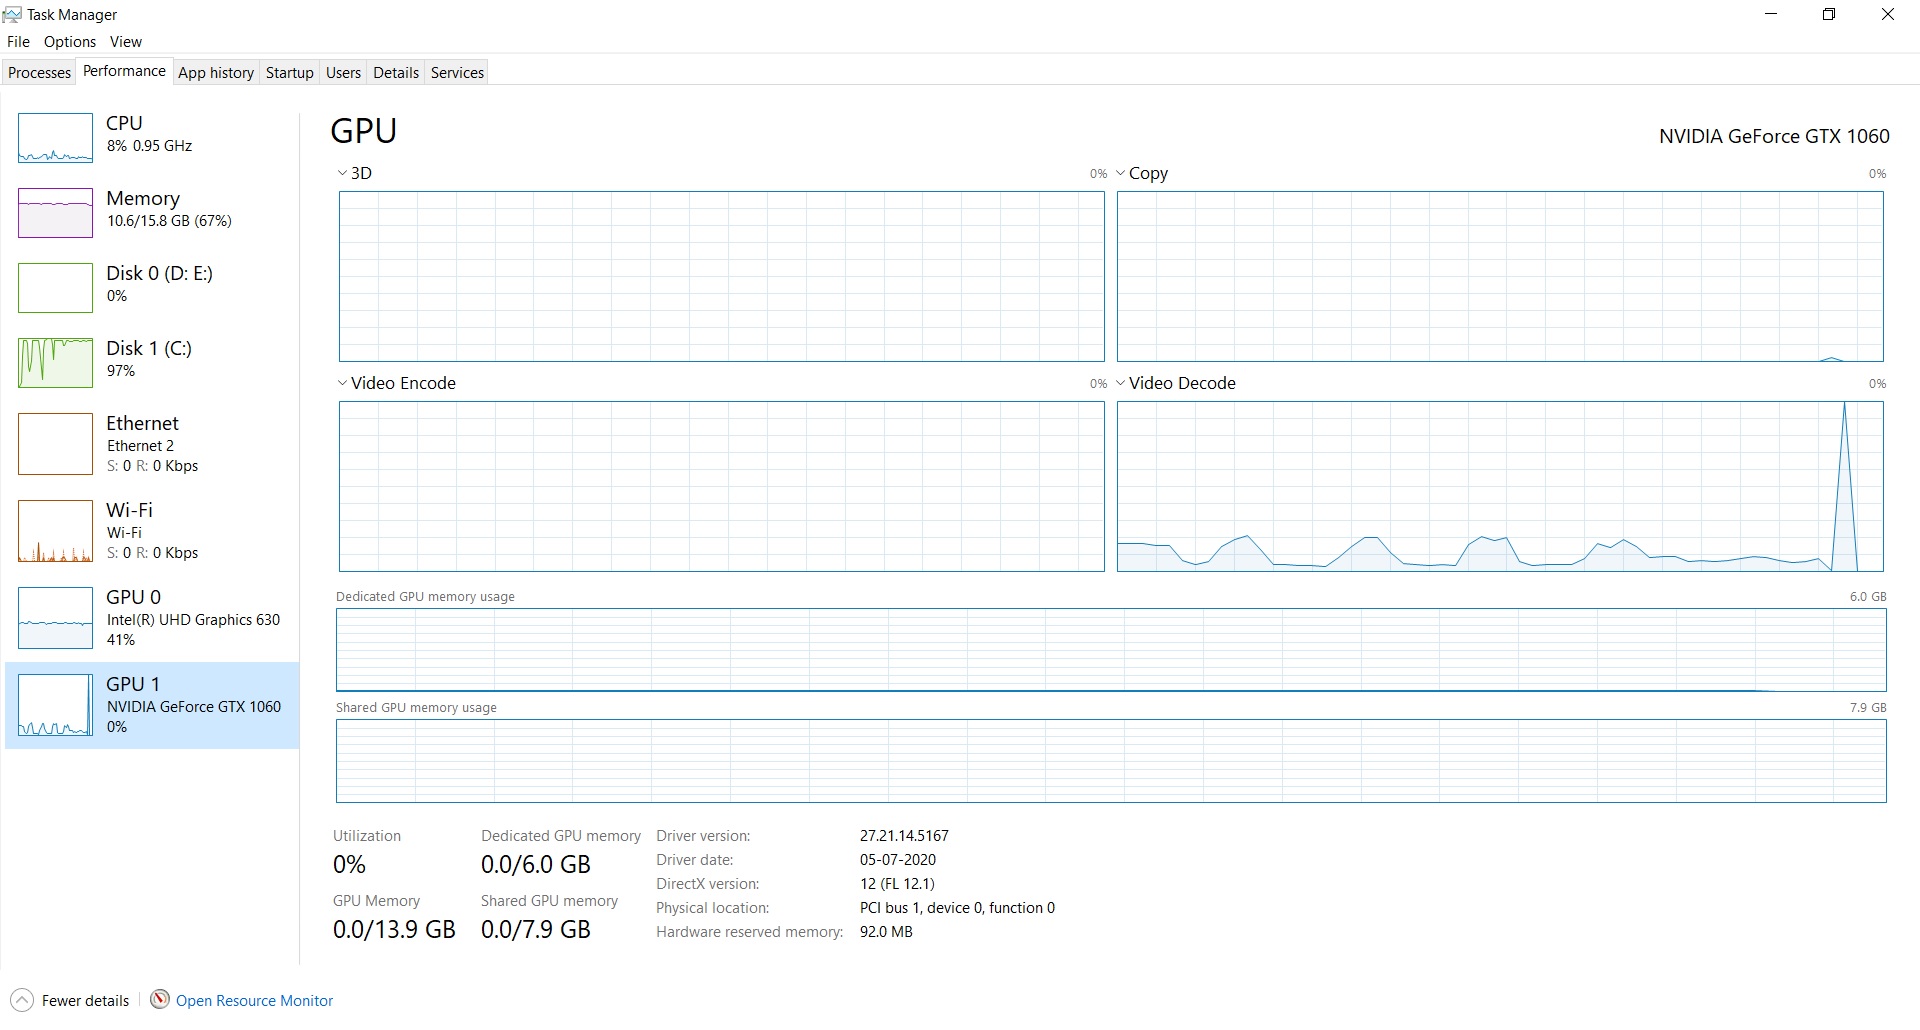 Task Manager
File Options View
Processes Performance App history Startup Users Details Services
CPU
8% 0.95 GHz
Memory
10.6/15.8 GB (67%)
Disk 0 (D: E:)
0%
Disk 1 (C:)
97%
Ethernet
Ethernet 2
S: 0 R: 0 Kbps
Wi-Fi
Wi-Fi
S: 0 R: 0 Kbps
GPU 0
Intel(R) UHD Graphics 630
41%
GPU 1
NVIDIA GeForce GTX 1060
0%
GPU
NVIDIA GeForce GTX 1060
3D 0% Copy 0%
Video Encode 0% Video Decode 0%
Dedicated GPU memory usage 6.0 GB
Shared GPU memory usage 7.9 GB
Utilization
0%
Dedicated GPU memory
0.0/6.0 GB
GPU Memory
0.0/13.9 GB
Shared GPU memory
0.0/7.9 GB
Driver version: 27.21.14.5167
Driver date: 05-07-2020
DirectX version: 12 (FL 12.1)
Physical location: PCI bus 1, device 0, function 0
Hardware reserved memory: 92.0 MB
Fewer details Open Resource Monitor